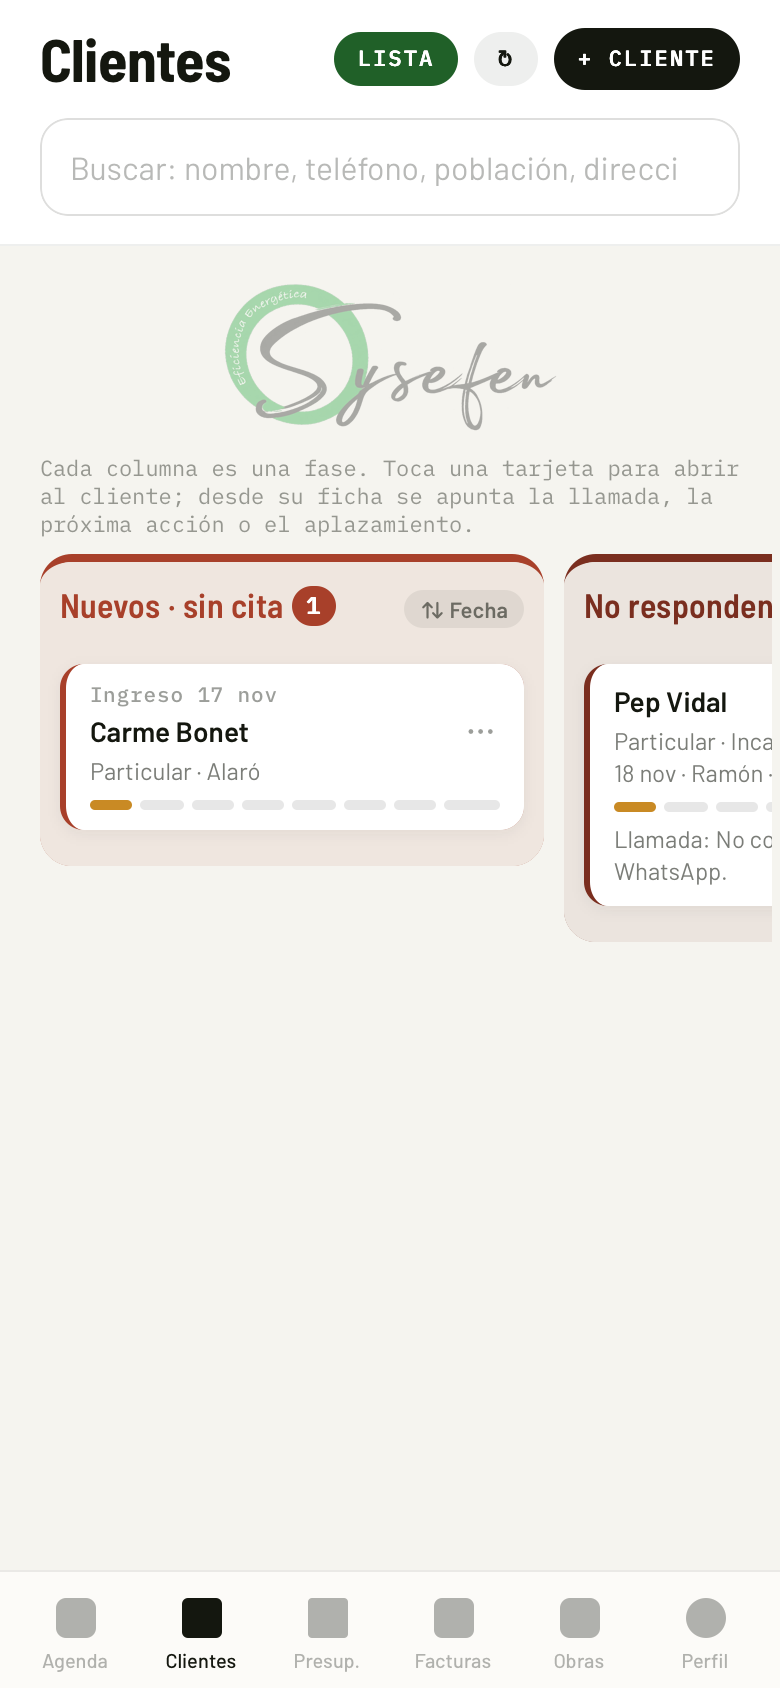 Clientes
LISTA
↻
+ CLIENTE
Buscar: nombre, teléfono, población, direcci
Eficiencia Energética
Sysefen
Cada columna es una fase. Toca una tarjeta para abrir
al cliente; desde su ficha se apunta la llamada, la
próxima acción o el aplazamiento.
Nuevos · sin cita 1
↑↓ Fecha
Ingreso 17 nov
Carme Bonet
...
Particular · Alaró
No responden
Pep Vidal
Particular · Inca
18 nov · Ramón ·
Llamada: No co
WhatsApp.
Agenda
Clientes
Presup.
Facturas
Obras
Perfil